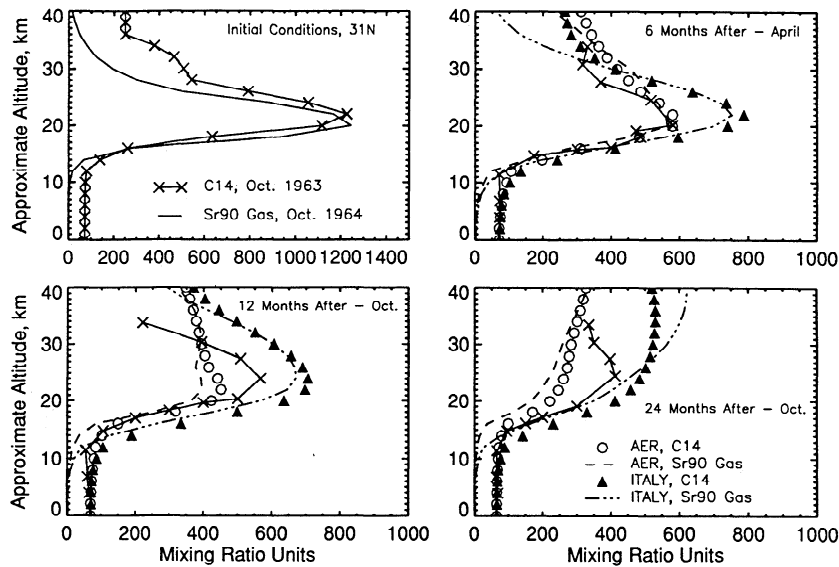 Initial Conditions, 31N
C14, Oct. 1963
Sr90 Gas, Oct. 1964
Approximate Altitude, km
40
30
20
10
0
0 200 400 600 800 1000 1200 1400
6 Months After - April
40
30
20
10
0
0 200 400 600 800 1000
Approximate Altitude, km
12 Months After - Oct.
40
30
20
10
0
0 200 400 600 800 1000
Mixing Ratio Units
24 Months After - Oct.
AER, C14
AER, Sr90 Gas
ITALY, C14
ITALY, Sr90 Gas
40
30
20
10
0
0 200 400 600 800 1000
Mixing Ratio Units